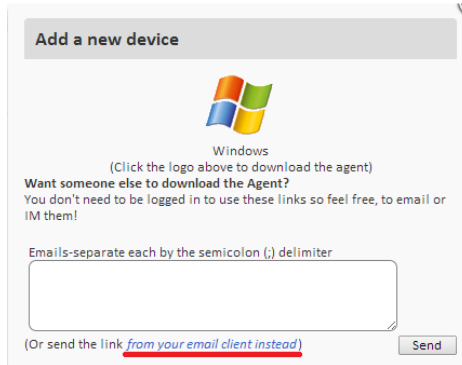 Add a new device
Windows
(Click the logo above to download the agent)
Want someone else to download the Agent?
You don't need to be logged in to use these links so feel free, to email or
IM them!
Emails-separate each by the semicolon (;) delimiter
(Or send the link from your email client instead)
Send